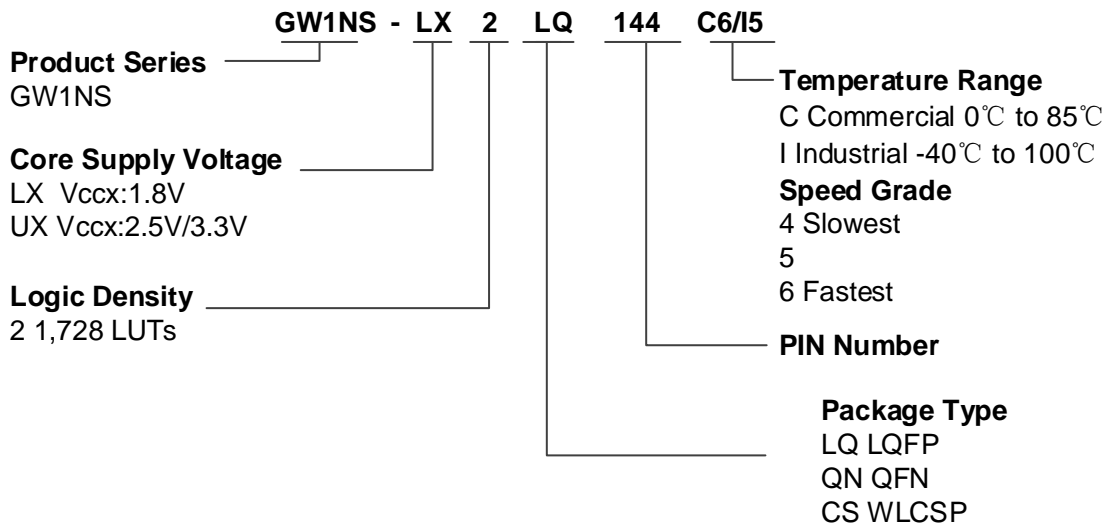 GW1NS - LX 2 LQ 144 C6/I5
Product Series
GW1NS
Core Supply Voltage
LX Vccx:1.8V
UX Vccx:2.5V/3.3V
Logic Density
2 1,728 LUTs
Temperature Range
C Commercial 0℃ to 85℃
I Industrial -40℃ to 100℃
Speed Grade
4 Slowest
5
6 Fastest
PIN Number
Package Type
LQ LQFP
QN QFN
CS WLCSP